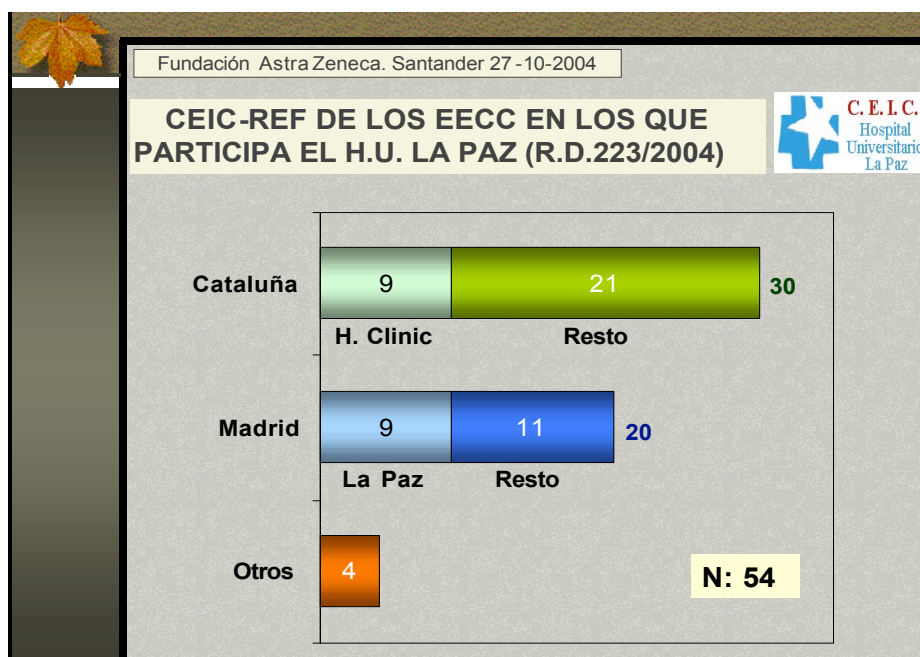 Fundación Astra Zeneca. Santander 27-10-2004
CEIC-REF DE LOS EECC EN LOS QUE
PARTICIPA EL H.U. LA PAZ (R.D.223/2004)
C.E.I.C.
Hospital
Universitario
La Paz
Cataluña 9 21 30
H. Clinic Resto
Madrid 9 11 20
La Paz Resto
Otros 4
N: 54